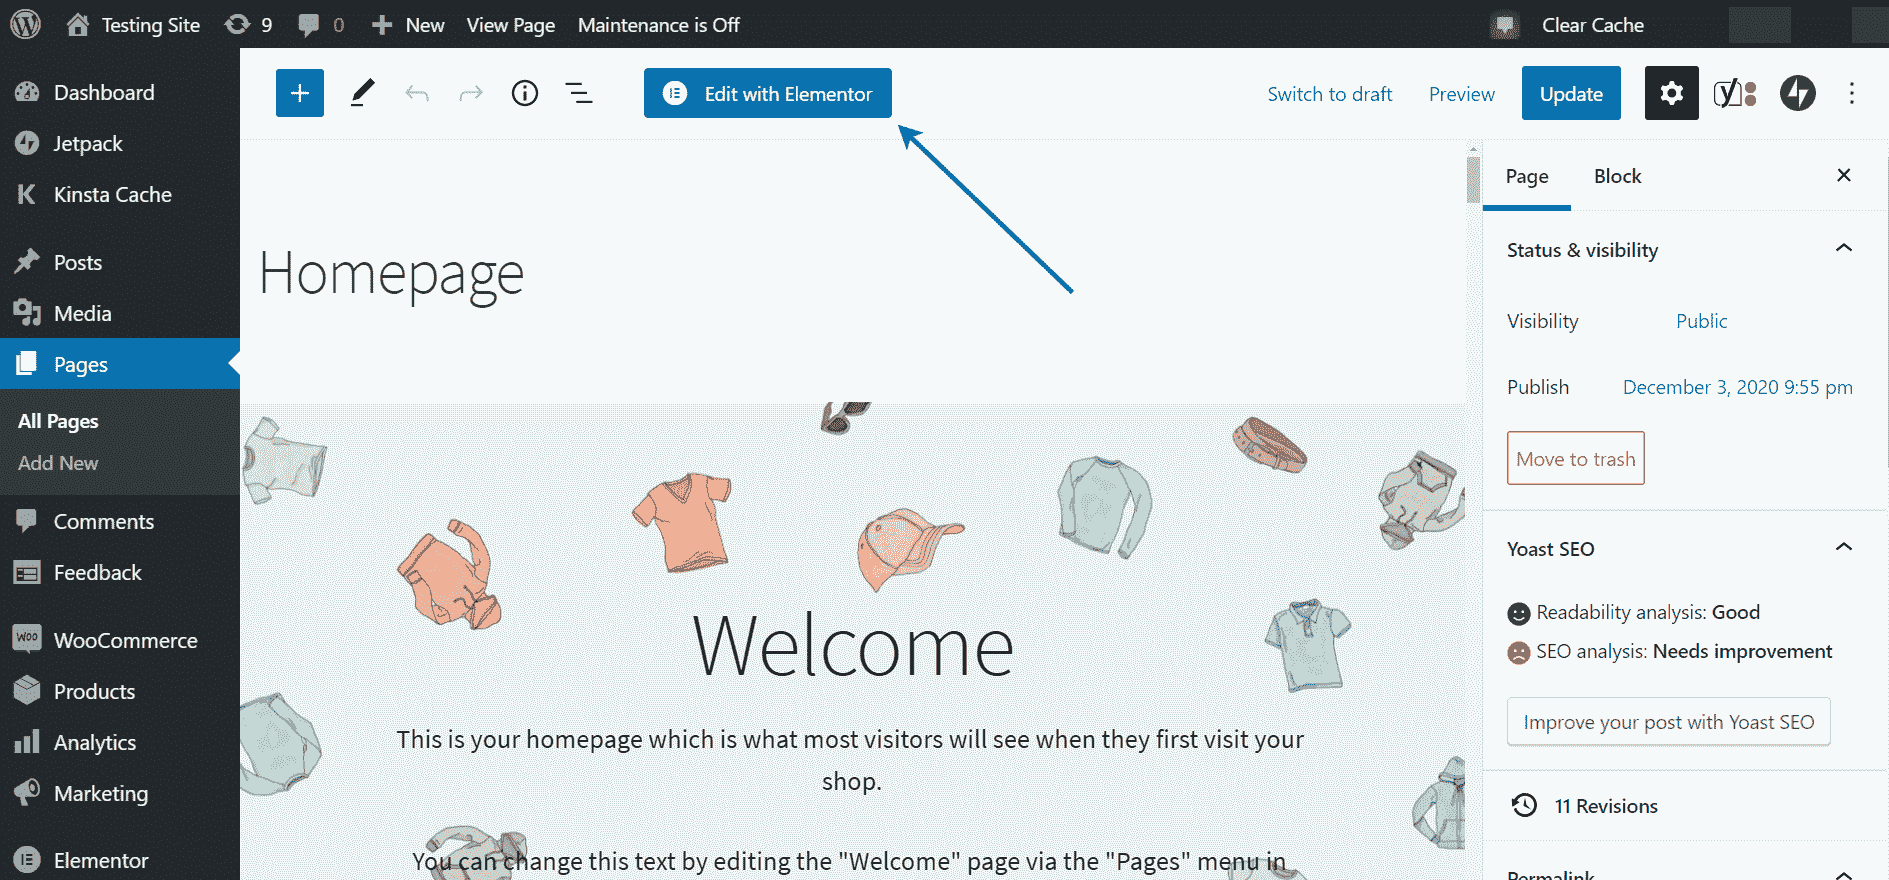 Testing Site
9
0
New
View Page
Maintenance is Off
Clear Cache
Dashboard
Jetpack
Kinsta Cache
Posts
Media
Pages
All Pages
Add New
Comments
Feedback
WooCommerce
Products
Analytics
Marketing
Elementor
Edit with Elementor
Switch to draft
Preview
Update
Homepage
Welcome
This is your homepage which is what most visitors will see when they first visit your
shop.
You can change this text by editing the "Welcome" page via the "Pages" menu in
Page
Block
Status & visibility
Visibility
Public
Publish
December 3, 2020 9:55 pm
Move to trash
Yoast SEO
Readability analysis: Good
SEO analysis: Needs improvement
Improve your post with Yoast SEO
11 Revisions
Permalink